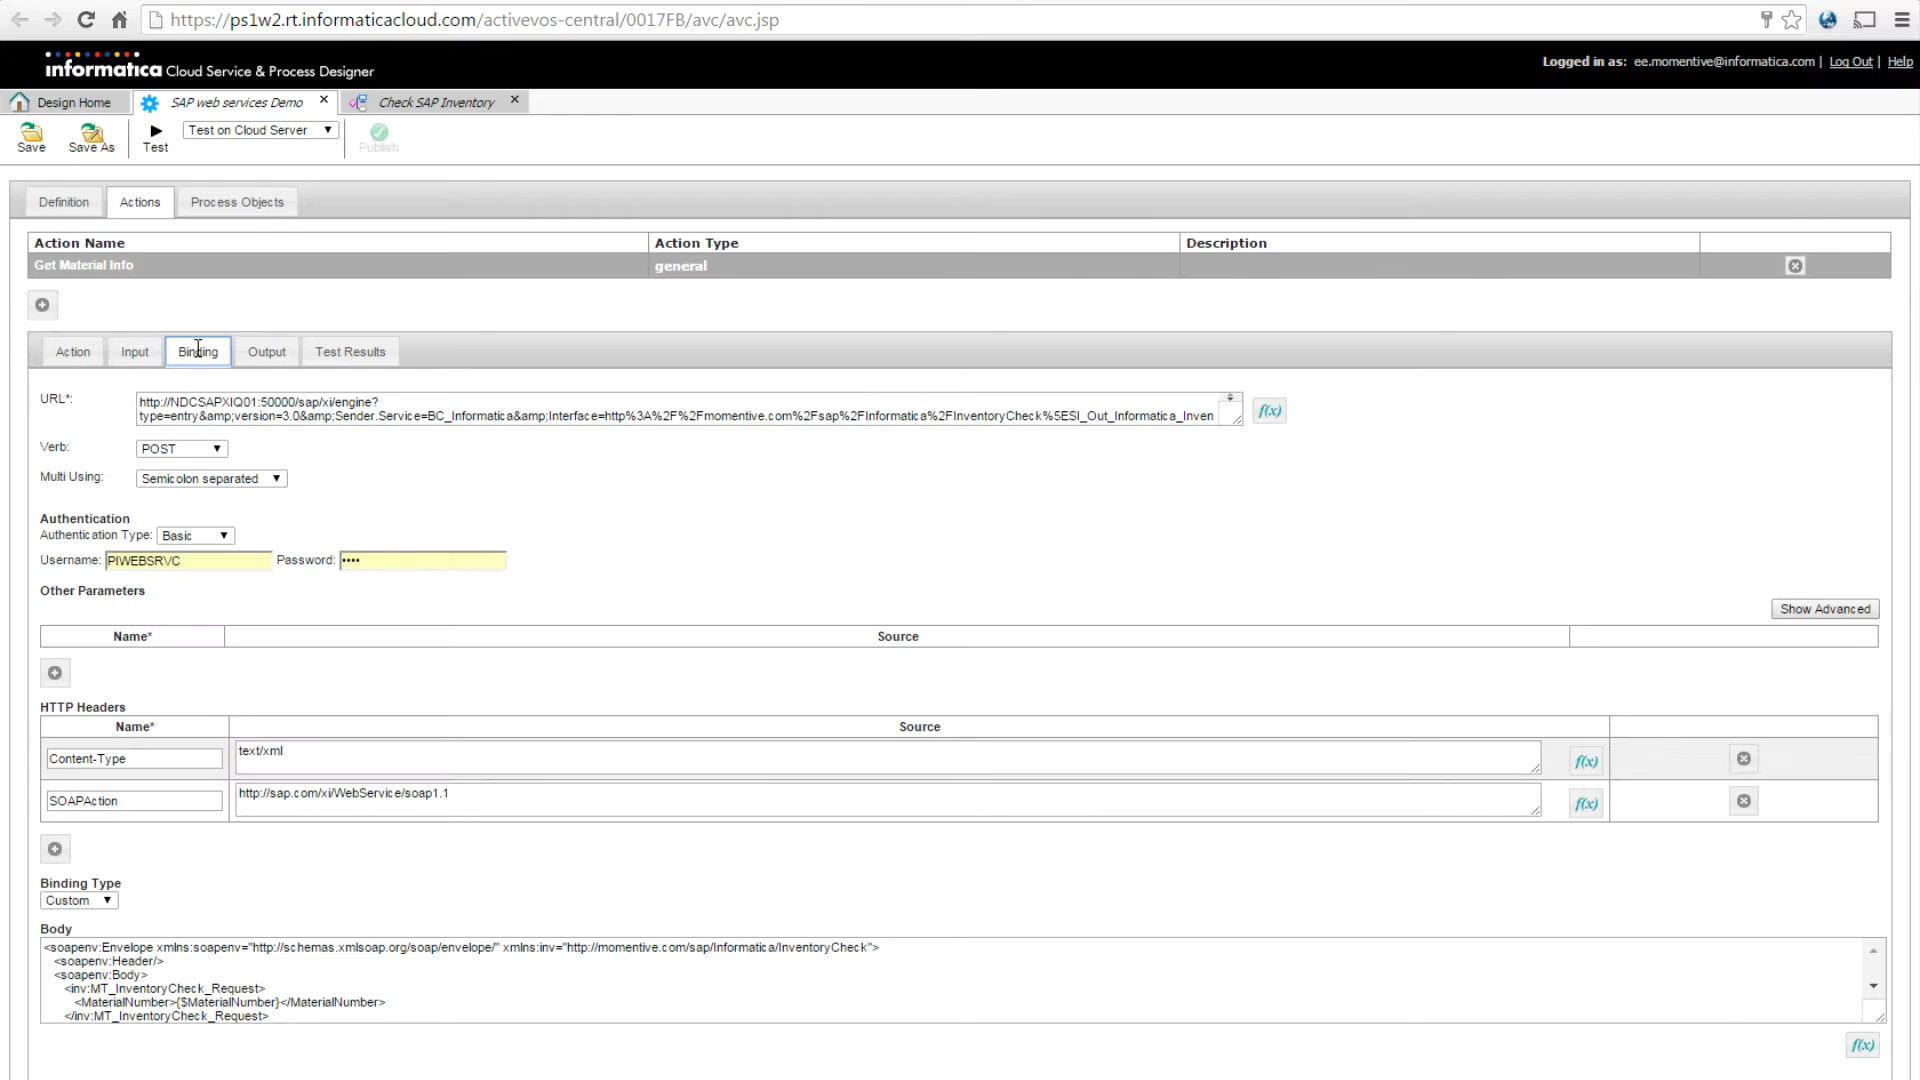 https://ps1w2.rt.informaticacloud.com/activevos-central/0017FB/avc/avc.jsp
informatica Cloud Service & Process Designer
Logged in as: ee.momentive@informatica.com | Log Out | Help
Design Home
SAP web services Demo
Check SAP Inventory
Save
Save As
Test
Test on Cloud Server
Publish
Definition
Actions
Process Objects
Action Name
Action Type
Description
Get Material Info
general
Action
Input
Binding
Output
Test Results
URL*:
http://NDCSAPXIQ01:50000/sap/xi/engine?
type=entry&amp;version=3.0&amp;Sender.Service=BC_Informatica&amp;Interface=http%3A%2F%2Fmomentive.com%2Fsap%2FInformatica%2FInventoryCheck%5ESI_Out_Informatica_Inven
f(x)
Verb:
POST
Multi Using:
Semicolon separated
Authentication
Authentication Type: Basic
Username: PIWEBSRVC Password: ••••
Other Parameters
Show Advanced
Name*
Source
HTTP Headers
Name*
Source
Content-Type
text/xml
f(x)
SOAPAction
http://sap.com/xi/WebService/soap1.1
f(x)
Binding Type
Custom
Body
<soapenv:Envelope xmlns:soapenv="http://schemas.xmlsoap.org/soap/envelope/" xmlns:inv="http://momentive.com/sap/Informatica/InventoryCheck">
<soapenv:Header/>
<soapenv:Body>
<inv:MT_InventoryCheck_Request>
<MaterialNumber>{$MaterialNumber}</MaterialNumber>
</inv:MT_InventoryCheck_Request>
f(x)